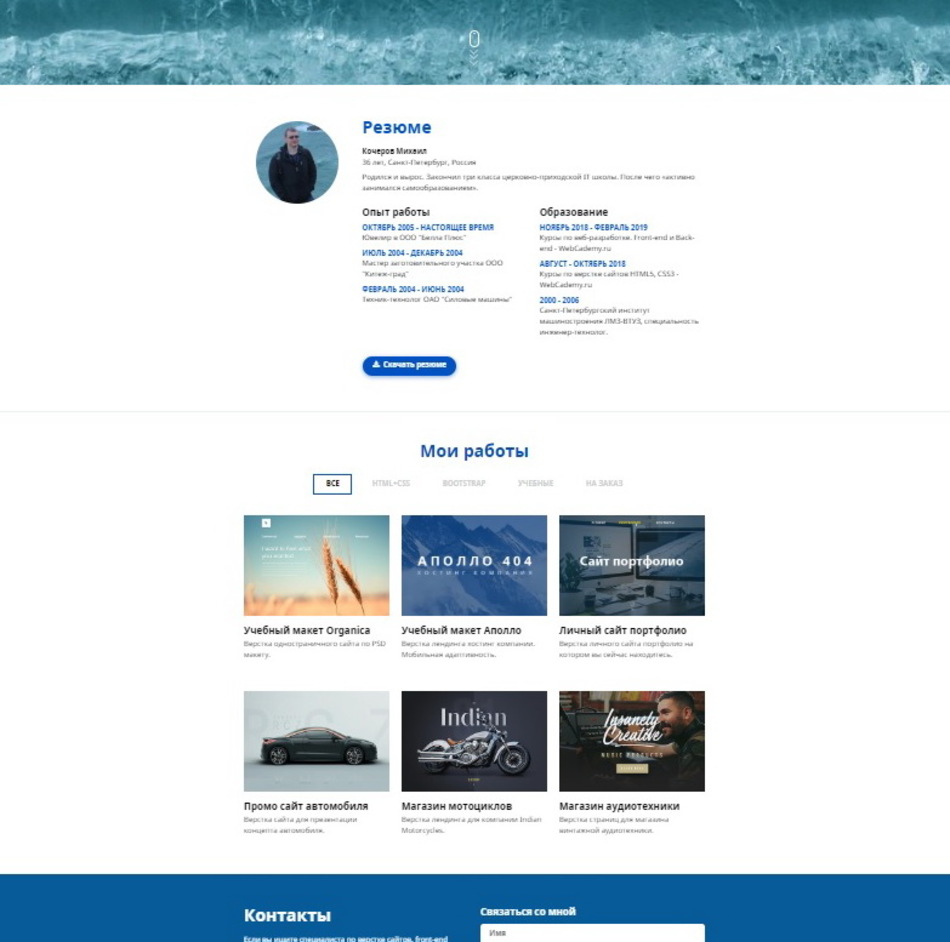 Резюме
Кочеров Михаил
36 лет, Санкт-Петербург, Россия
Родился и вырос. Закончил три класса церковно-приходской IT школы. После чего «активно
занимался самообразованием».
Опыт работы
ОКТЯБРЬ 2005 - НАСТОЯЩЕЕ ВРЕМЯ
Ювелир в ООО "Белла Плюс"
ИЮЛЬ 2004 - ДЕКАБРЬ 2004
Мастер заготовительного участка ООО
"Китеж-град"
ФЕВРАЛЬ 2004 - ИЮНЬ 2004
Техник-технолог ОАО "Силовые машины"
Образование
НОЯБРЬ 2018 - ФЕВРАЛЬ 2019
Курсы по веб-разработке. Front-end и Back-
end - WebCademy.ru
АВГУСТ - ОКТЯБРЬ 2018
Курсы по верстке сайтов HTML5, CSS3 -
WebCademy.ru
2000 - 2006
Санкт-Петербургский институт
машиностроения ЛМЗ-ВТУЗ, специальность
инженер-технолог.
Скачать резюме
Мои работы
ВСЕ HTML+CSS BOOTSTRAP УЧЕБНЫЕ НА ЗАКАЗ
АПОЛЛО 404
ХОСТИНГ КОМПАНИЯ
Сайт портфолио
Учебный макет Organica
Верстка одностраничного сайта по PSD
макету.
Учебный макет Аполло
Верстка лендинга хостинг компании.
Мобильная адаптивность.
Личный сайт портфолио
Верстка личного сайта портфолио на
котором вы сейчас находитесь.
Indian
Insanely
Creative
Промо сайт автомобиля
Верстка сайта для презентации
концепта автомобиля.
Магазин мотоциклов
Верстка лендинга для компании Indian
Motorcycles.
Магазин аудиотехники
Верстка страниц для магазина
винтажной аудиотехники.
Контакты
Если вы ищите специалиста по верстке сайтов, front-end
Связаться со мной
Имя